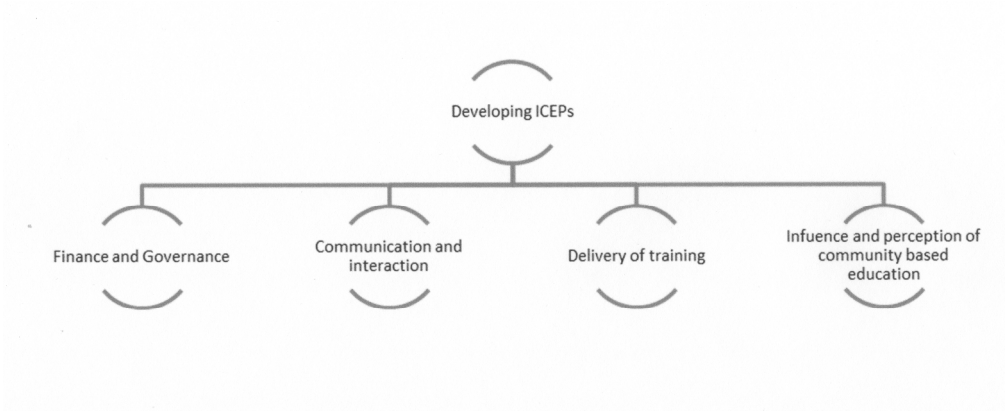 Developing ICEPs
Finance and Governance
Communication and
interaction
Delivery of training
Infuence and perception of
community based
education